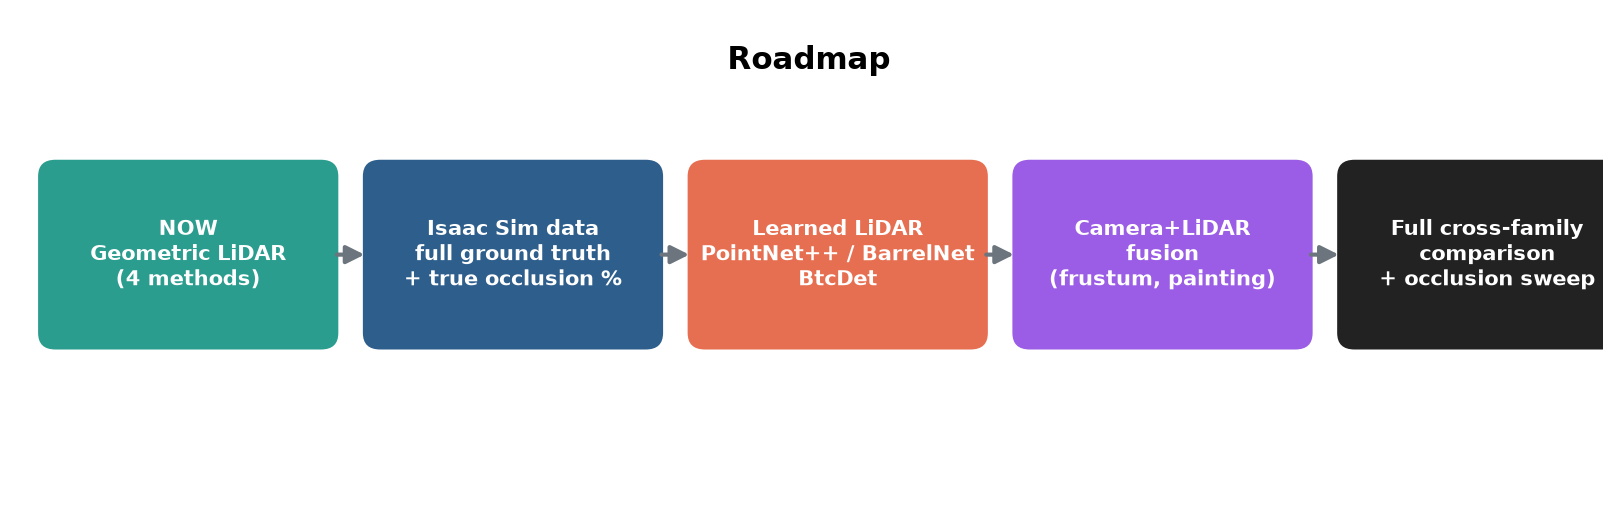 Roadmap
NOW
Geometric LiDAR
(4 methods)
Isaac Sim data
full ground truth
+ true occlusion %
Learned LiDAR
PointNet++ / BarrelNet
BtcDet
Camera+LiDAR
fusion
(frustum, painting)
Full cross-family
comparison
+ occlusion sweep